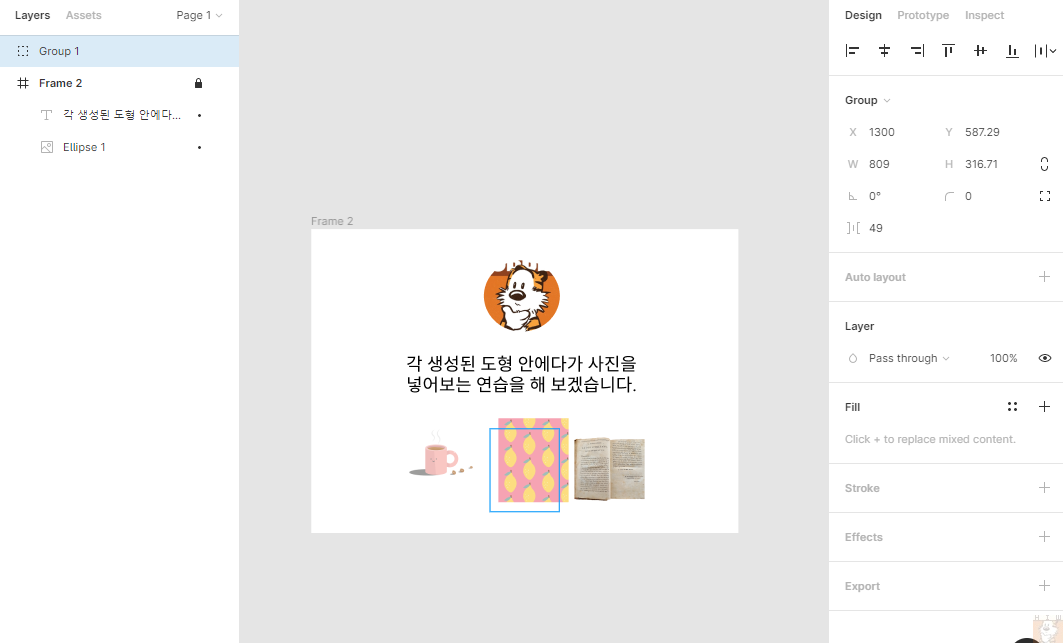 Layers Assets Page 1
Group 1
Frame 2
각 생성된 도형 안에다...
Ellipse 1
Frame 2
각 생성된 도형 안에다가 사진을
넣어보는 연습을 해 보겠습니다.
Design Prototype Inspect
Group
X 1300 Y 587.29
W 809 H 316.71
0° 0
49
Auto layout
Layer
Pass through 100%
Fill
Click + to replace mixed content.
Stroke
Effects
Export